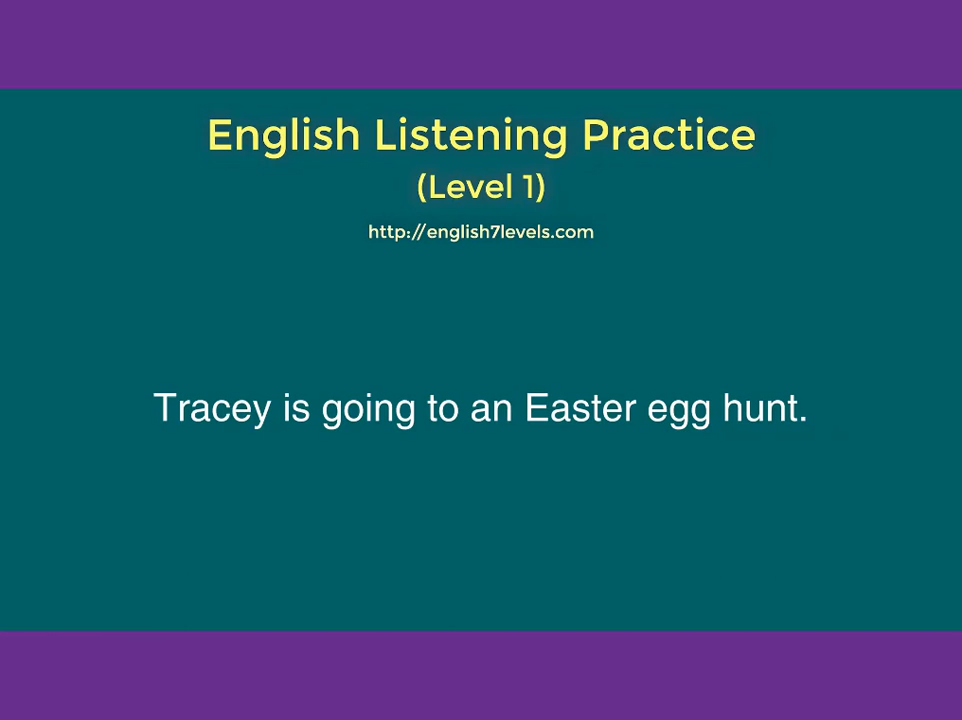 English Listening Practice
(Level 1)
http://english7levels.com
Tracey is going to an Easter egg hunt.